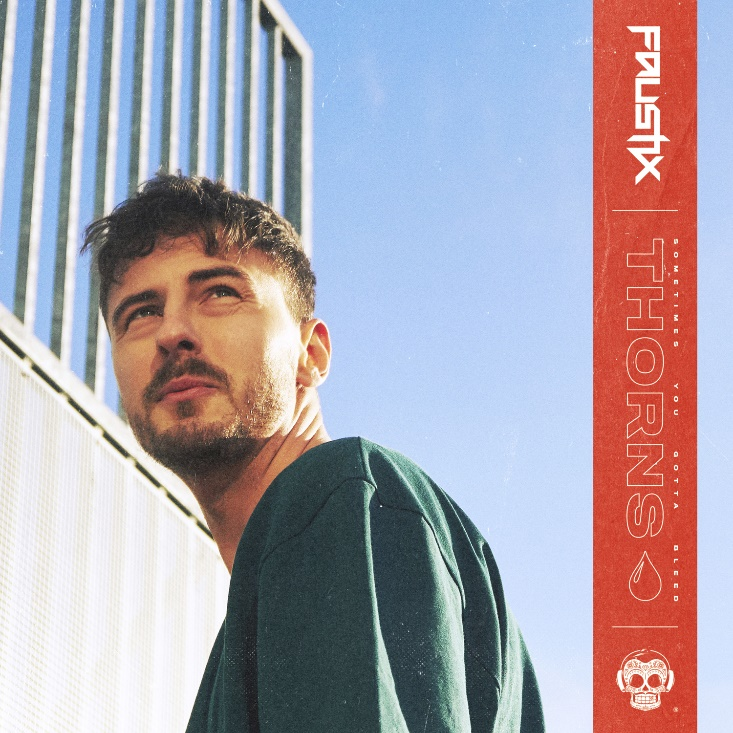 FAUSTIX
THORNS
SOMETIMES YOU GOTTA BLEED
®